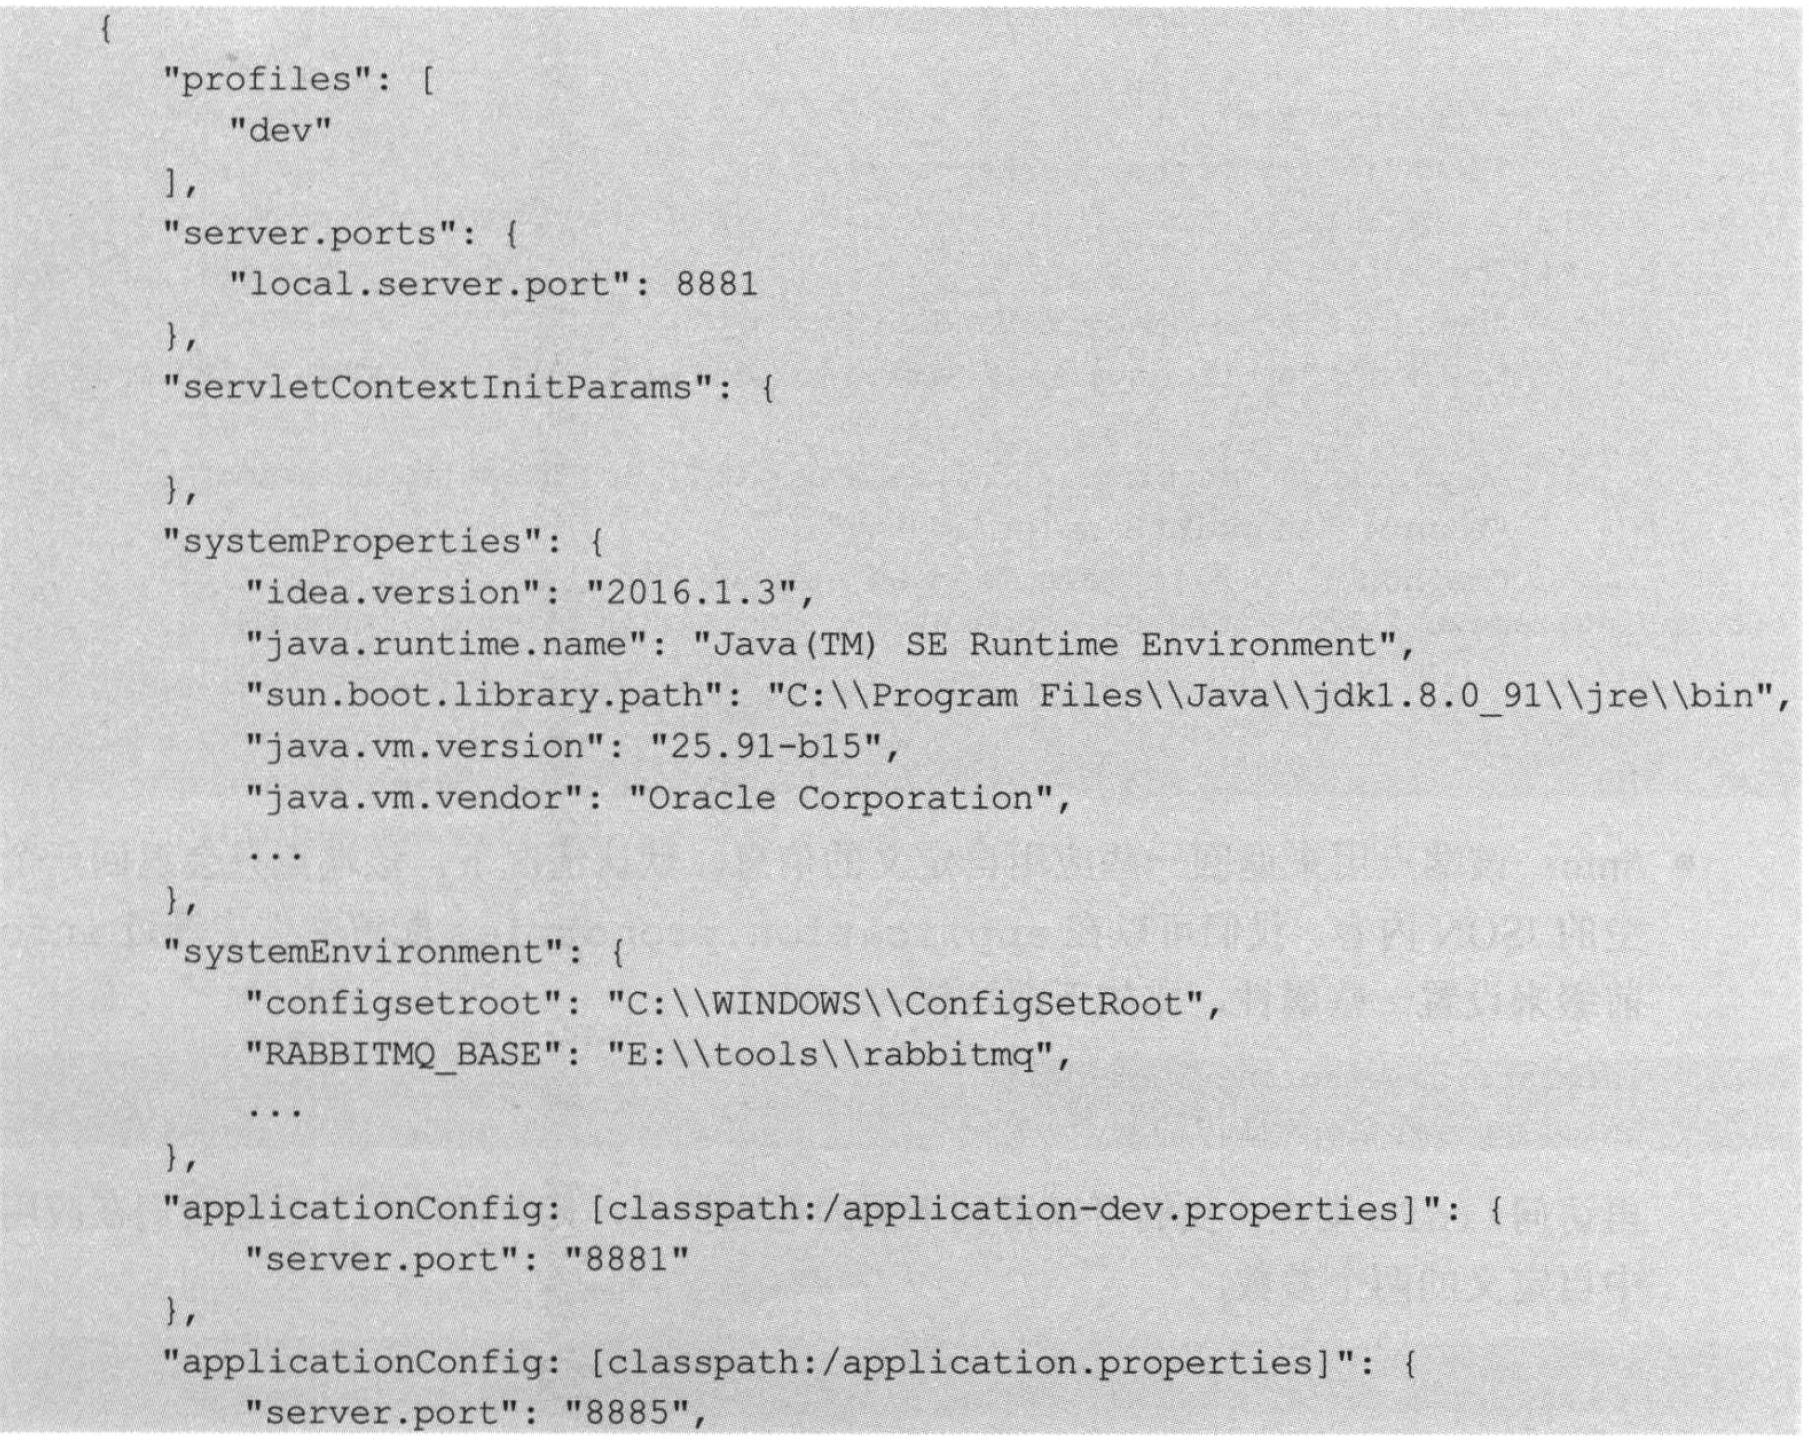 {
"profiles": [
"dev"
],
"server.ports": {
"local.server.port": 8881
},
"servletContextInitParams": {
},
"systemProperties": {
"idea.version": "2016.1.3",
"java.runtime.name": "Java(TM) SE Runtime Environment",
"sun.boot.library.path": "C:\\Program Files\\Java\\jdk1.8.0_91\\jre\\bin",
"java.vm.version": "25.91-b15",
"java.vm.vendor": "Oracle Corporation",
...
},
"systemEnvironment": {
"configsetroot": "C:\\WINDOWS\\ConfigSetRoot",
"RABBITMQ_BASE": "E:\\tools\\rabbitmq",
...
},
"applicationConfig: [classpath:/application-dev.properties]": {
"server.port": "8881"
},
"applicationConfig: [classpath:/application.properties]": {
"server.port": "8885",